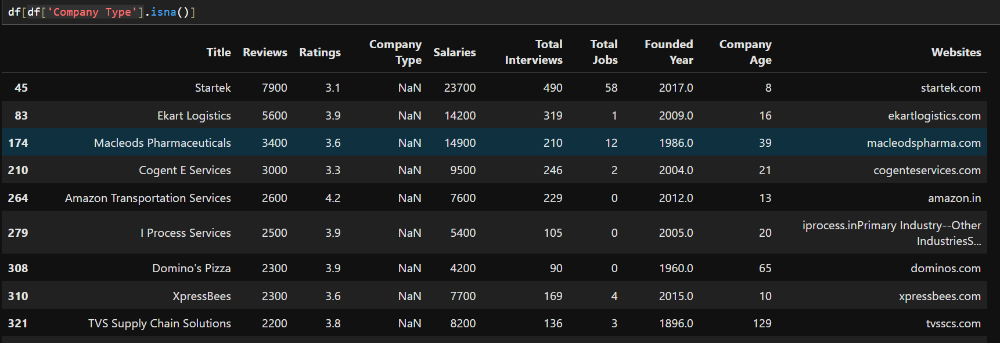 df[df['Company Type'].isna()]
Title Reviews Ratings Company Type Salaries Total Interviews Total Jobs Founded Year Company Age Websites
45 Startek 7900 3.1 NaN 23700 490 58 2017.0 8 startek.com
83 Ekart Logistics 5600 3.9 NaN 14200 319 1 2009.0 16 ekartlogistics.com
174 Macleods Pharmaceuticals 3400 3.6 NaN 14900 210 12 1986.0 39 macleodspharma.com
210 Cogent E Services 3000 3.3 NaN 9500 246 2 2004.0 21 cogenteservices.com
264 Amazon Transportation Services 2600 4.2 NaN 7600 229 0 2012.0 13 amazon.in
279 I Process Services 2500 3.9 NaN 5400 105 0 2005.0 20 iprocess.inPrimary Industry--Other IndustriesS...
308 Domino's Pizza 2300 3.9 NaN 4200 90 0 1960.0 65 dominos.com
310 XpressBees 2300 3.6 NaN 7700 169 4 2015.0 10 xpressbees.com
321 TVS Supply Chain Solutions 2200 3.8 NaN 8200 136 3 1896.0 129 tvsscs.com